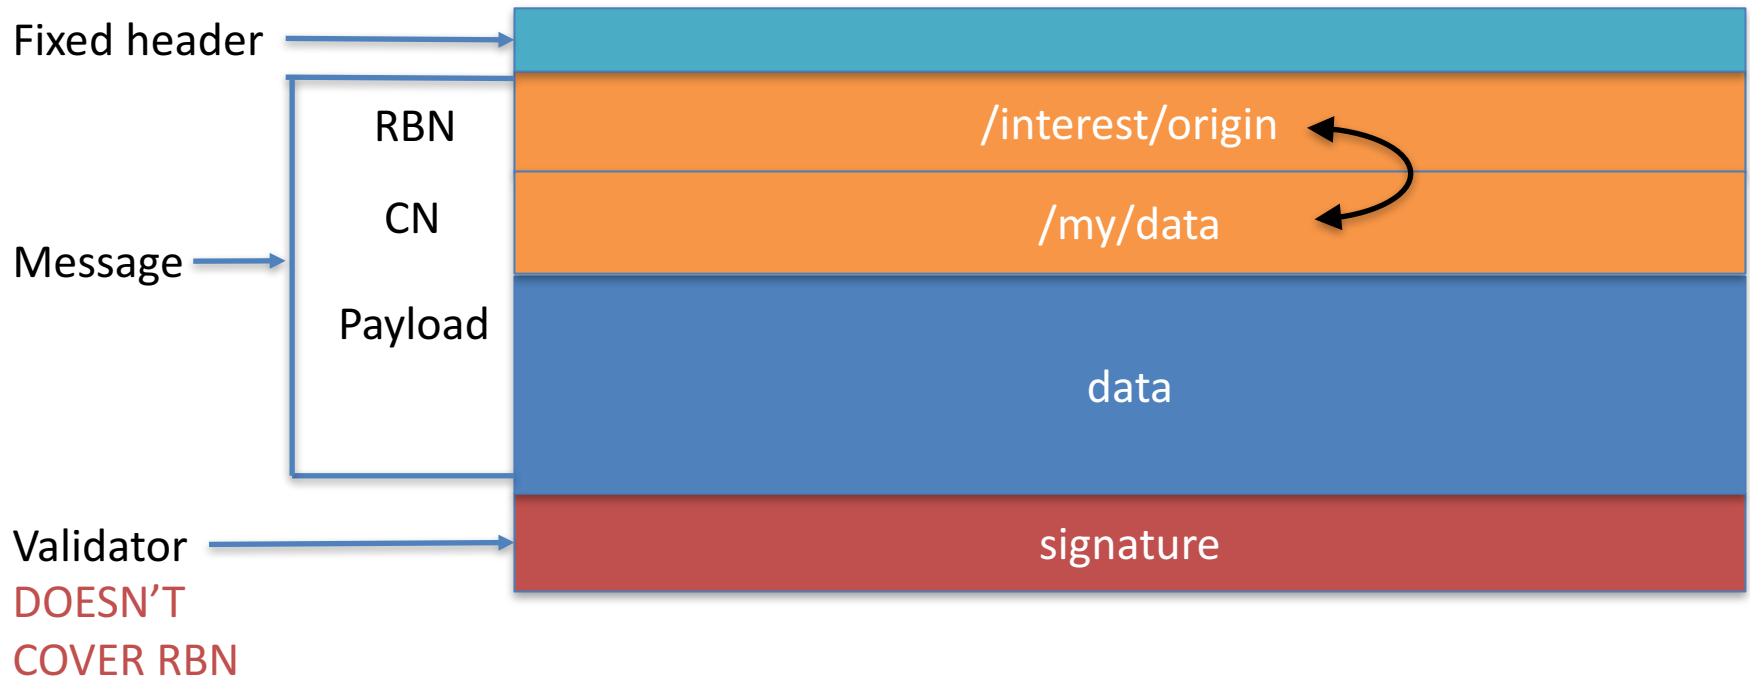 Fixed header
RBN
/interest/origin
CN
/my/data
Message
Payload
data
Validator
signature
DOESN’T
COVER RBN